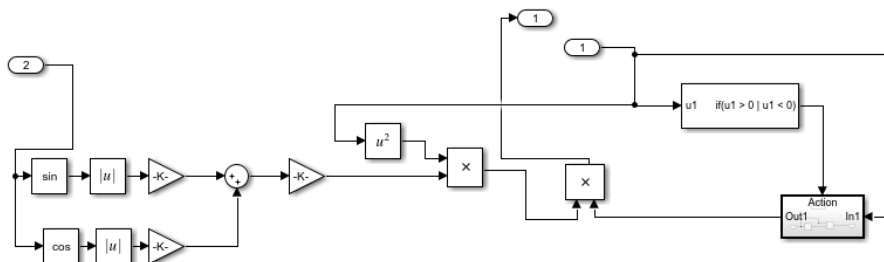 1
1
2
u1 if(u1 > 0 | u1 < 0)
u²
×
×
sin |u| -K- + + -K-
Action
Out1 In1
cos |u| -K-